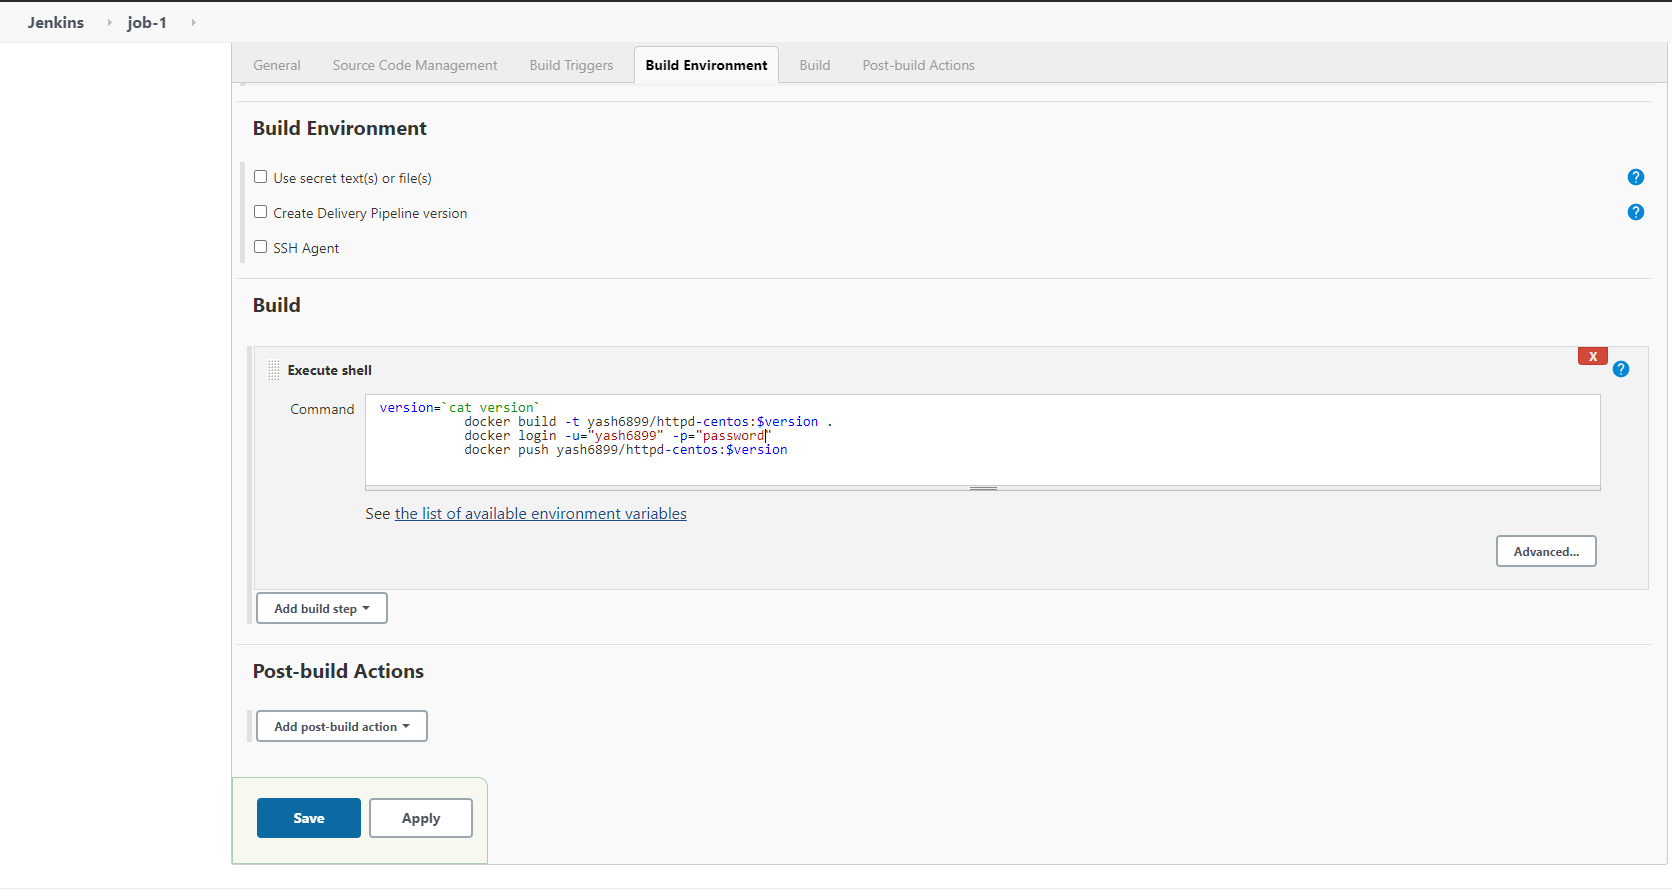 Jenkins job-1
General Source Code Management Build Triggers Build Environment Build Post-build Actions
Build Environment
Use secret text(s) or file(s) ?
Create Delivery Pipeline version ?
SSH Agent
Build
X
Execute shell ?
Command
version=`cat version`
docker build -t yash6899/httpd-centos:$version .
docker login -u="yash6899" -p="password"
docker push yash6899/httpd-centos:$version
See the list of available environment variables
Advanced...
Add build step
Post-build Actions
Add post-build action
Save Apply